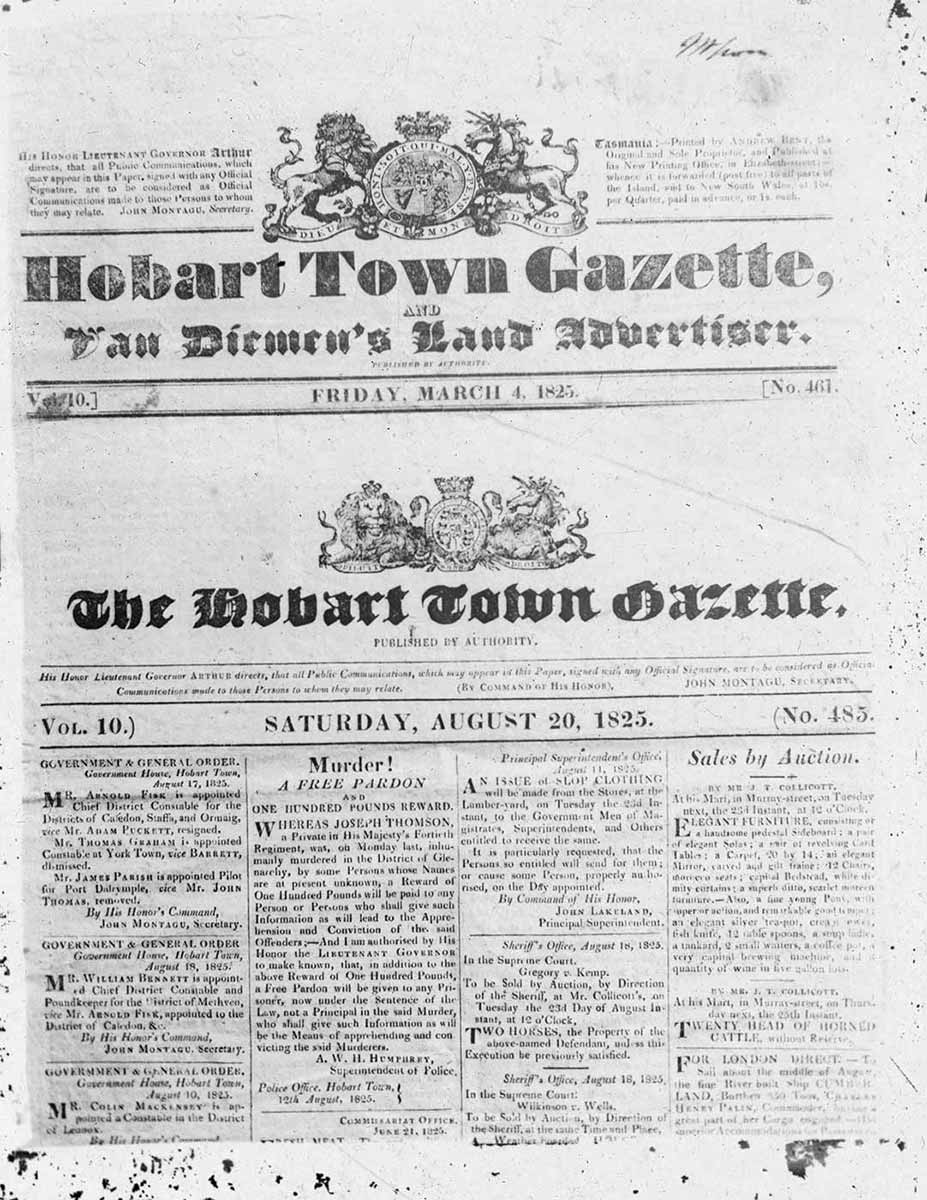 His Honor Lieutenant Governor Arthur
directs, that all Public Communications, which
may appear in this Paper, signed with any Official
Signature, are to be considered as Official
Communications made to those Persons to whom
they may relate. John Montagu, Secretary.
HONI SOIT QUI MAL Y PENSE
DIEU ET MON DROIT
Tasmania:—Printed by Andrew Bent, the
Original and Sole Proprietor, and Published at
his New Printing Office, in Elizabeth-street;
whence it is forwarded (post free) to all parts of
the Island, and to New South Wales, at
per Quarter, paid in advance, or 1s. each.
Hobart Town Gazette,
AND
Van Diemen's Land Advertiser.
PUBLISHED BY AUTHORITY.
Vol. 10.] FRIDAY, MARCH 4, 1825. [No. 461.
The Hobart Town Gazette.
PUBLISHED BY AUTHORITY.
His Honor Lieutenant Governor ARTHUR directs, that all Public Communications, which may appear in this Paper, signed with any Official Signature, are to be considered as Official
Communications made to those Persons to whom they may relate. (By Command of His Honor), JOHN MONTAGU, Secretary.
Vol. 10.) SATURDAY, AUGUST 20, 1825. (No. 485.
GOVERNMENT & GENERAL ORDER.
Government House, Hobart Town,
August 17, 1825.
MR. ARNOLD FISK is appointed
Chief District Constable for the
Districts of Caledon, Staffa, and Ormaig,
vice Mr. ADAM PUCKETT, resigned.
Mr. THOMAS GRAHAM is appointed
Constable at York Town, vice BARRETT,
dismissed.
Mr. JAMES PARISH is appointed Pilot
for Port Dalrymple, vice Mr. JOHN
THOMAS, removed.
By His Honor's Command,
JOHN MONTAGU, Secretary.
GOVERNMENT & GENERAL ORDER
Government House, Hobart Town,
August 18, 1825.
MR. WILLIAM BENNETT is appoint-
ed Chief District Constable and
Poundkeeper for the District of Methven,
vice Mr. ARNOLD FISK, appointed to the
District of Caledon, &c.
By His Honor's Command,
JOHN MONTAGU, Secretary.
GOVERNMENT & GENERAL ORDER.
Government House, Hobart Town,
August 10, 1825.
MR. COLIN MACKENSEY is ap-
pointed a Constable in the District
of Lennox.
By His Honor's Command,
Murder!
A FREE PARDON
AND
ONE HUNDRED POUNDS REWARD.
WHEREAS JOSEPH THOMSON,
a Private in His Majesty's Fortieth
Regiment, was, on Monday last, inhu-
manly murdered in the District of Gle-
narchy, by some Persons whose Names
are at present unknown, a Reward of
One Hundred Pounds will be paid to any
Person or Persons who shall give such
Information as will lead to the Appre-
hension and Conviction of the said
Offenders;—And I am authorised by His
Honor the LIEUTENANT GOVERNOR
to make known, that, in addition to the
above Reward of One Hundred Pounds,
a Free Pardon will be given to any Pri-
soner, now under the Sentence of the
Law, not a Principal in the said Murder,
who shall give such Information as will
be the Means of apprehending and con-
victing the said Murderers.
A. W. H. HUMPHREY,
Superintendent of Police.
Police Office, Hobart Town,
12th August, 1825.
COMMISSARIAT OFFICE,
JUNE 21, 1825.
Principal Superintendent's Office,
August 11, 1825.
AN ISSUE of SLOP CLOTHING
will be made from the Stores, at the
Lumber-yard, on Tuesday the 23d In-
stant, to the Government Men of Ma-
gistrates, Superintendents, and Others
entitled to receive the same.
It is particularly requested, that the
Persons so entitled will send for them;
or cause some Person, properly autho-
rised, on the Day appointed.
By Command of His Honor,
JOHN LAKELAND,
Principal Superintendent.
Sheriff's Office, August 18, 1825.
In the Supreme Court.
Gregory v. Kemp.
To be Sold by Auction, by Direction
of the Sheriff, at Mr. Collicott's, on
Tuesday the 23d Day of August In-
stant, at 12 o'Clock,
TWO HORSES, the Property of the
above-named Defendant, unless this
Execution be previously satisfied.
Sheriff's Office, August 18, 1825.
In the Supreme Court.
Wilkinson v. Wells.
To be Sold by Auction, by Direction of
the Sheriff, at the same Time and Place,
A Weather boarded
Sales by Auction.
BY MR J. T. COLLICOTT,
At his Mart, in Murray-street, on Tuesday
next, the 23d Instant, at 12 o'Clock,
ELEGANT FURNITURE, consisting of
a handsome pedestal Sideboard; a pair
of elegant Sofas; a pair of revolving Card
Tables; a Carpet, 20 by 14; an elegant
Mirror, carved and gilt frame; 12 Chairs,
morocco seats; capital Bedstead, white di-
mity curtains; a superb ditto, scarlet moreen
furniture.—Also, a fine young Pony, with
superior action, and remarkable good temper;
an elegant silver tea-pot, cream ewer,
fish knife, 12 table spoons, a soup ladle,
a tankard, 2 small waiters, a coffee pot, a
very capital brewing machine, and a
quantity of wine in five gallon lots.
BY MR. J. T. COLLICOTT,
At his Mart, in Murray-street, on Thurs-
day next, the 25th Instant,
TWENTY HEAD OF HORNED
CATTLE, without Reserve.
FOR LONDON DIRECT.—To
Sail about the middle of August,
the fine River built Ship CUMBER-
LAND, Burthen 450 Tons, CHARLES
HENRY PALIN, Commander, having a
great part of her Cargo engaged.—Has
superior Accommodations for Passengers.